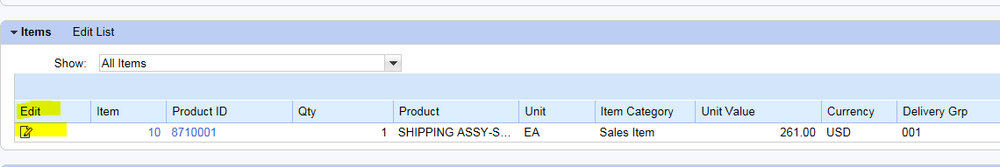 Items Edit List
Show: All Items
Edit Item Product ID Qty Product Unit Item Category Unit Value Currency Delivery Grp
10 8710001 1 SHIPPING ASSY-S... EA Sales Item 261.00 USD 001